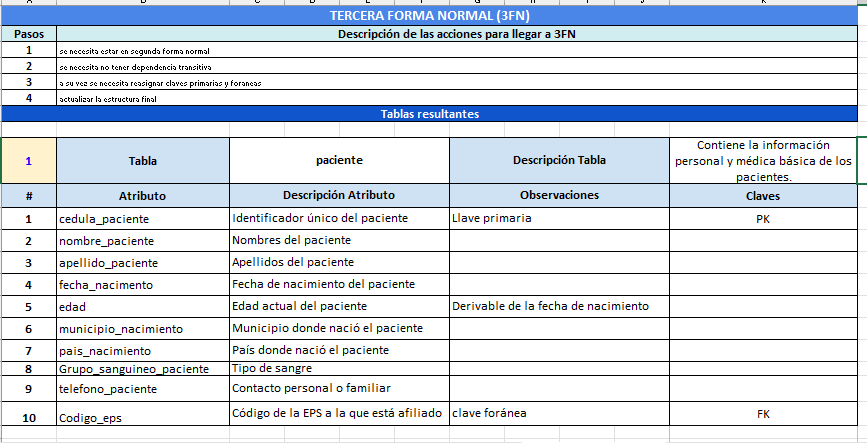 TERCERA FORMA NORMAL (3FN)
Pasos Descripción de las acciones para llegar a 3FN
1 se necesita estar en segunda forma normal
2 se necesita no tener dependencia transitiva
3 a su vez se necesita reasignar claves primarias y foraneas
4 actualizar la estructura final
Tablas resultantes
1 Tabla paciente Descripción Tabla Contiene la información
personal y médica básica de los
pacientes.
# Atributo Descripción Atributo Observaciones Claves
1 cedula_paciente Identificador único del paciente Llave primaria PK
2 nombre_paciente Nombres del paciente
3 apellido_paciente Apellidos del paciente
4 fecha_nacimento Fecha de nacimiento del paciente
5 edad Edad actual del paciente Derivable de la fecha de nacimiento
6 municipio_nacimiento Municipio donde nació el paciente
7 pais_nacimiento País donde nació el paciente
8 Grupo_sanguineo_paciente Tipo de sangre
9 telefono_paciente Contacto personal o familiar
10 Codigo_eps Código de la EPS a la que está afiliado clave foránea FK